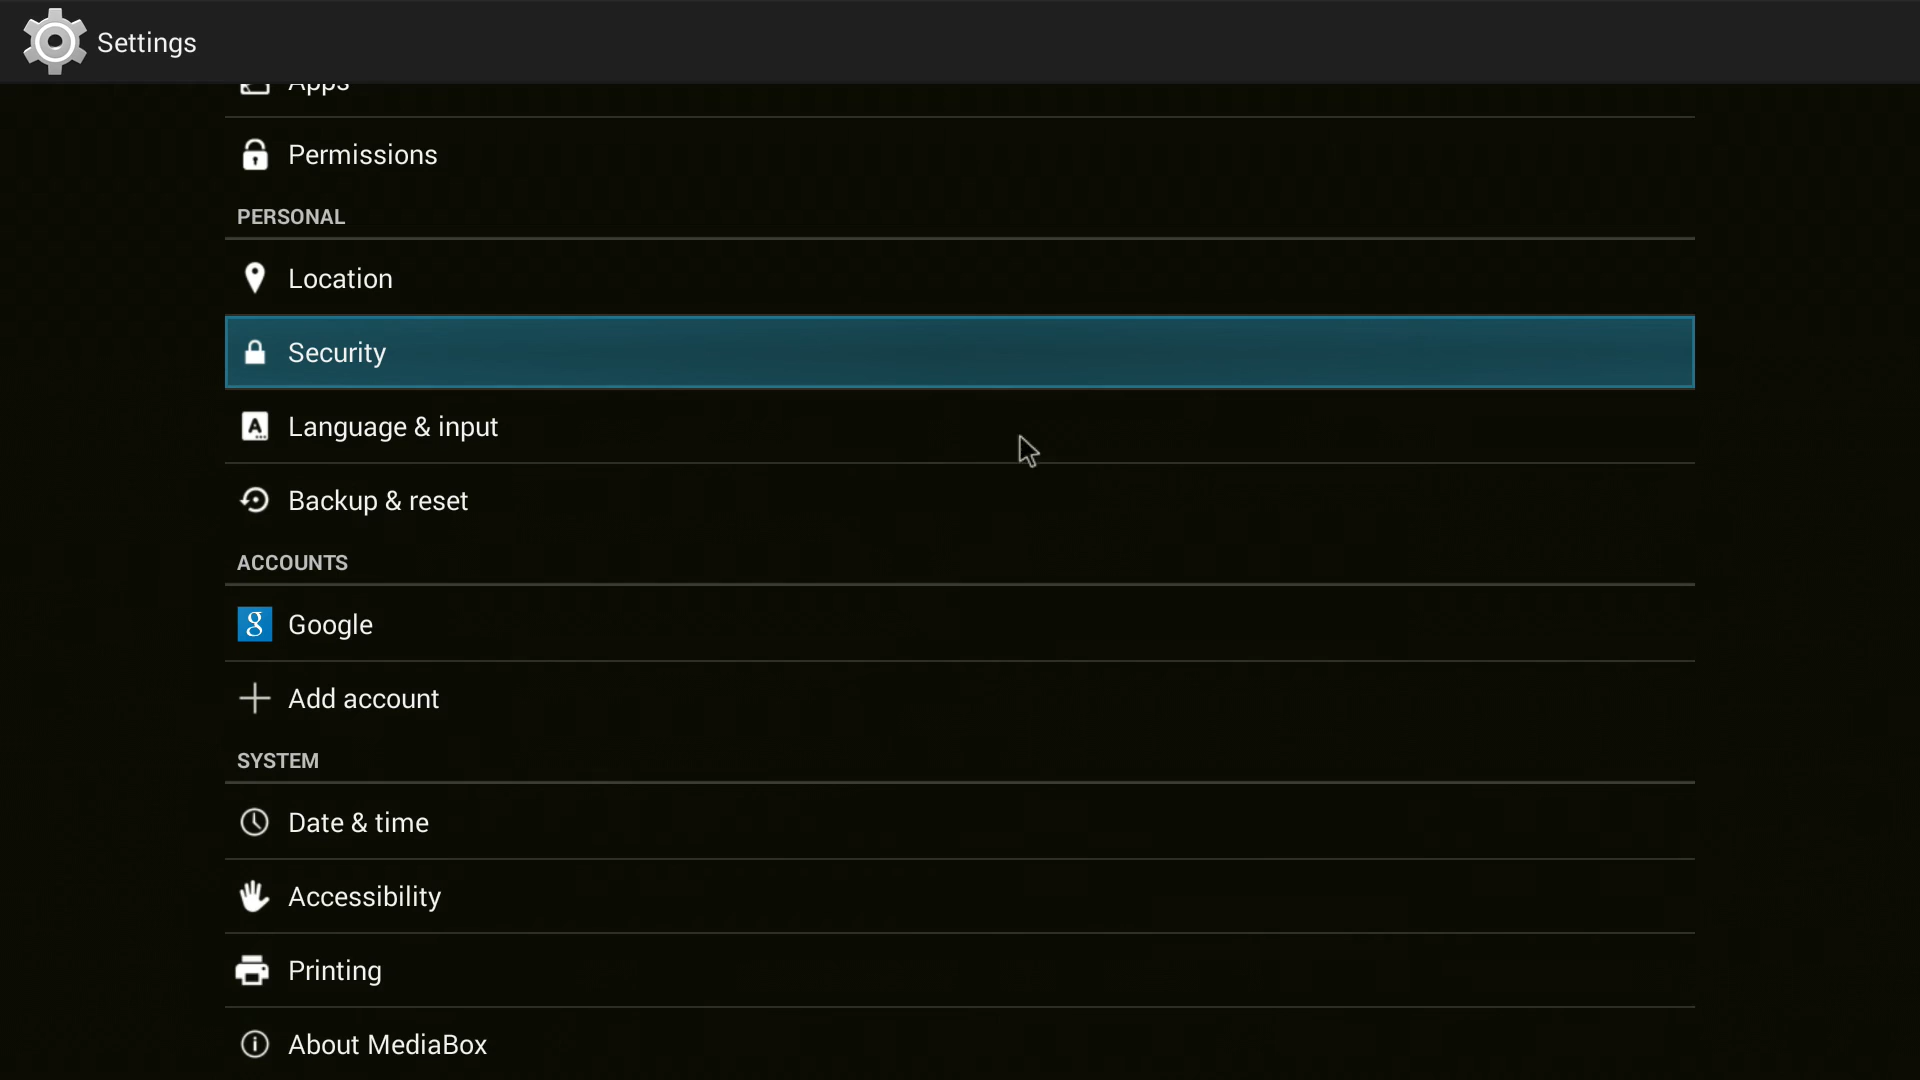 Settings
Apps
Permissions
PERSONAL
Location
Security
Language & input
Backup & reset
ACCOUNTS
Google
Add account
SYSTEM
Date & time
Accessibility
Printing
About MediaBox